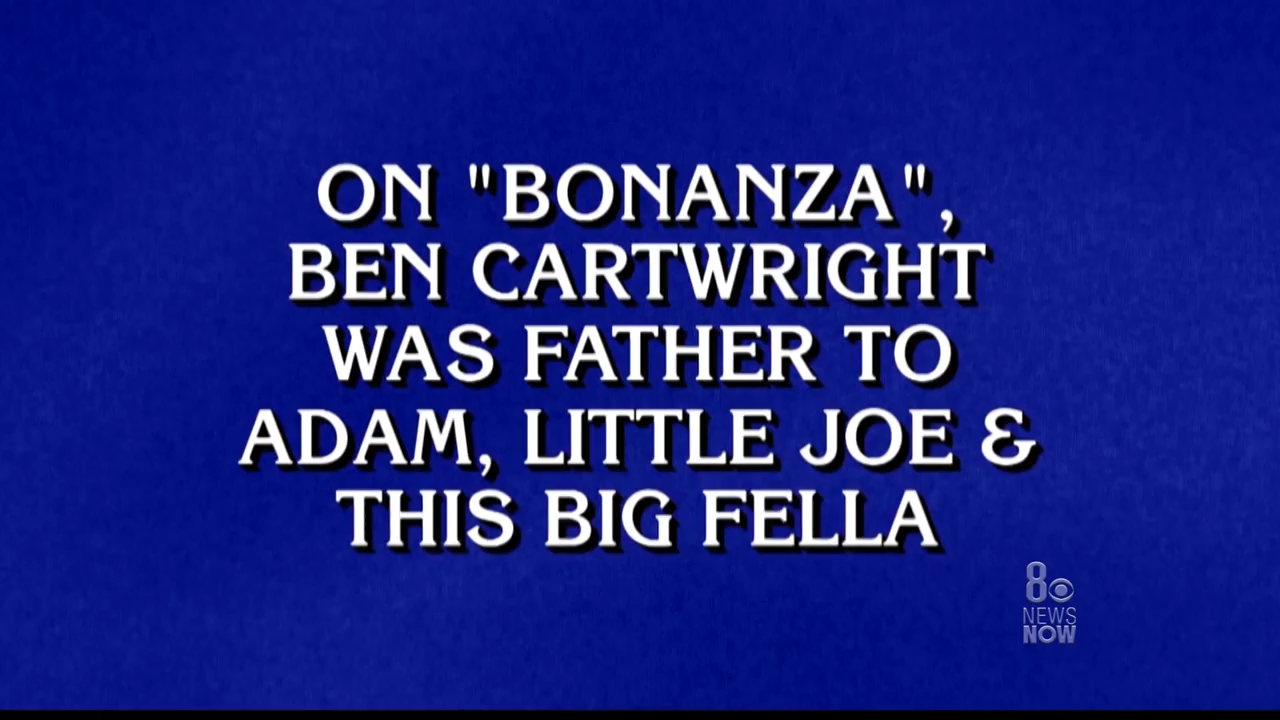 ON "BONANZA",
BEN CARTWRIGHT
WAS FATHER TO
ADAM, LITTLE JOE &
THIS BIG FELLA
8
NEWS
NOW